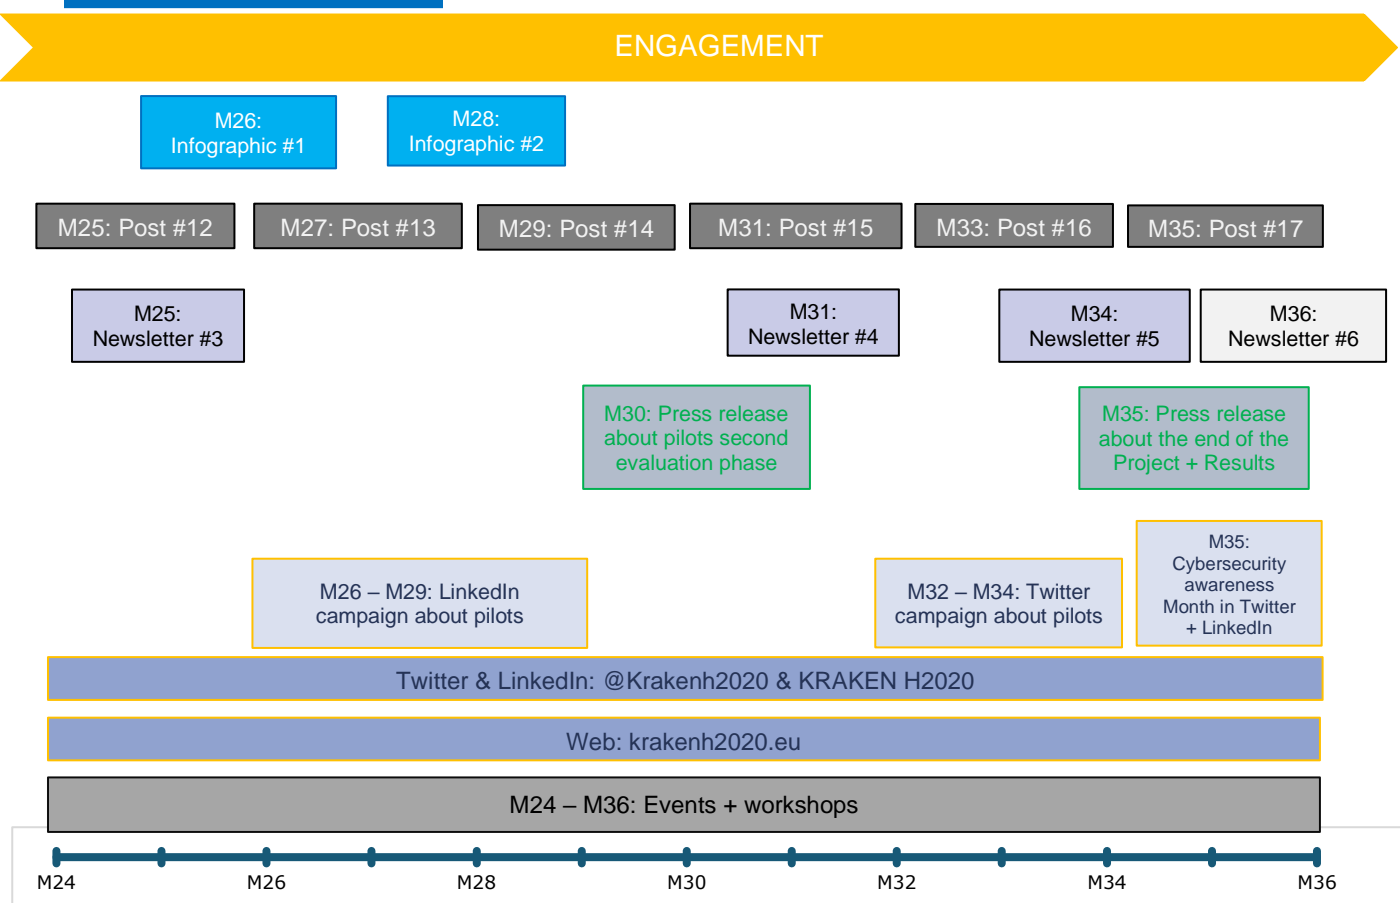 ENGAGEMENT
M26:
Infographic #1
M28:
Infographic #2
M25: Post #12
M27: Post #13
M29: Post #14
M31: Post #15
M33: Post #16
M35: Post #17
M25:
Newsletter #3
M31:
Newsletter #4
M34:
Newsletter #5
M36:
Newsletter #6
M30: Press release
about pilots second
evaluation phase
M35: Press release
about the end of the
Project + Results
M26 – M29: LinkedIn
campaign about pilots
M32 – M34: Twitter
campaign about pilots
M35:
Cybersecurity
awareness
Month in Twitter
+ LinkedIn
Twitter & LinkedIn: @Krakenh2020 & KRAKEN H2020
Web: krakenh2020.eu
M24 – M36: Events + workshops
M24
M26
M28
M30
M32
M34
M36